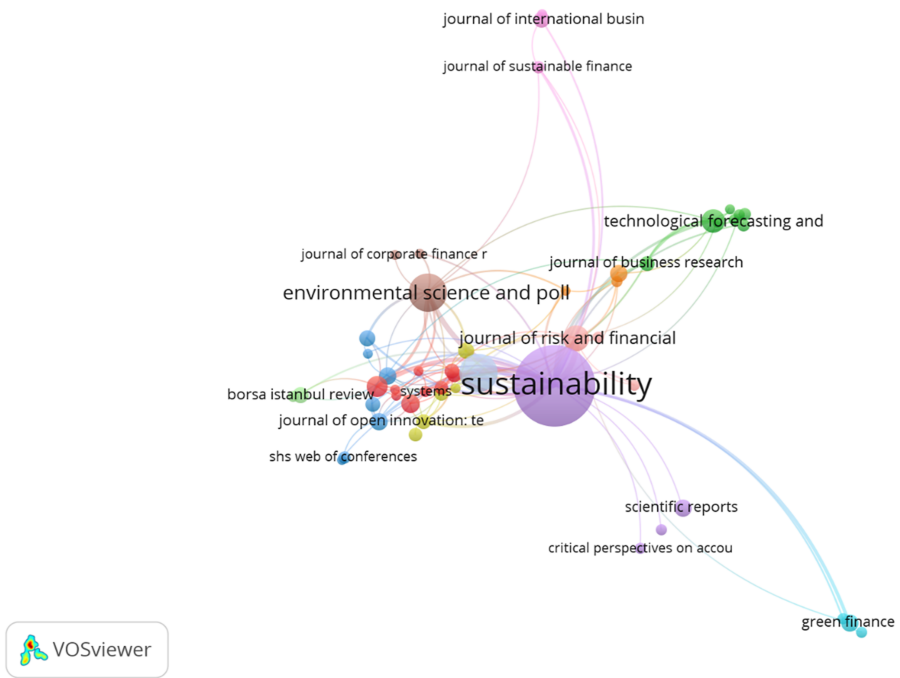 journal of international busin
journal of sustainable finance
technological forecasting and
journal of corporate finance r
journal of business research
environmental science and poll
journal of risk and financial
sustainability
borsa istanbul review
systems
journal of open innovation: te
shs web of conferences
scientific reports
critical perspectives on accou
green finance
VOSviewer